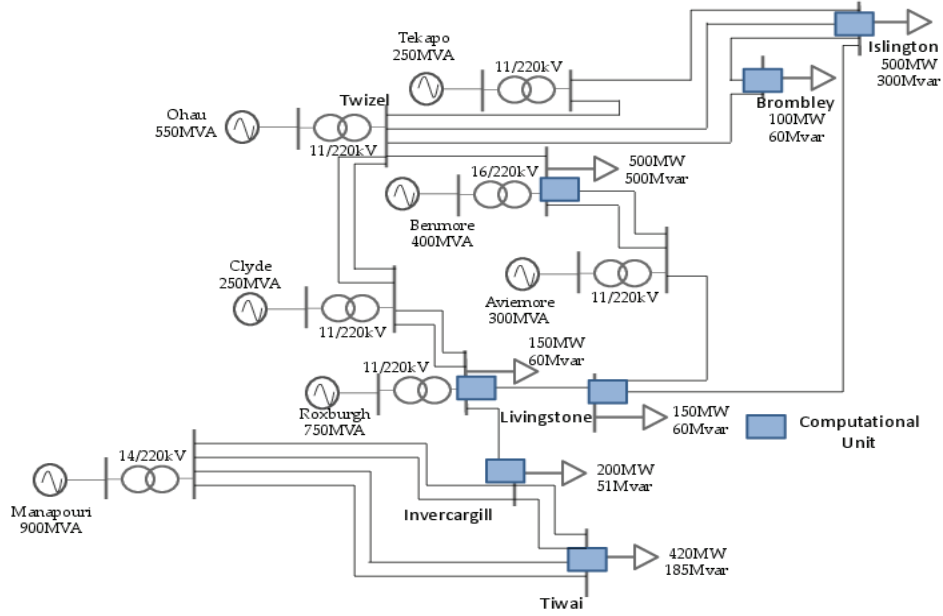 Tekapo
250MVA
11/220kV
Islington
500MW
300Mvar
Twizel
Brombley
100MW
60Mvar
Ohau
550MVA
11/220kV
16/220kV
500MW
500Mvar
Benmore
400MVA
Clyde
250MVA
11/220kV
Aviemore
300MVA
11/220kV
150MW
60Mvar
11/220kV
Roxburgh
750MVA
Livingstone
150MW
60Mvar
Computational
Unit
14/220kV
Manapouri
900MVA
200MW
51Mvar
Invercargill
420MW
185Mvar
Tiwai